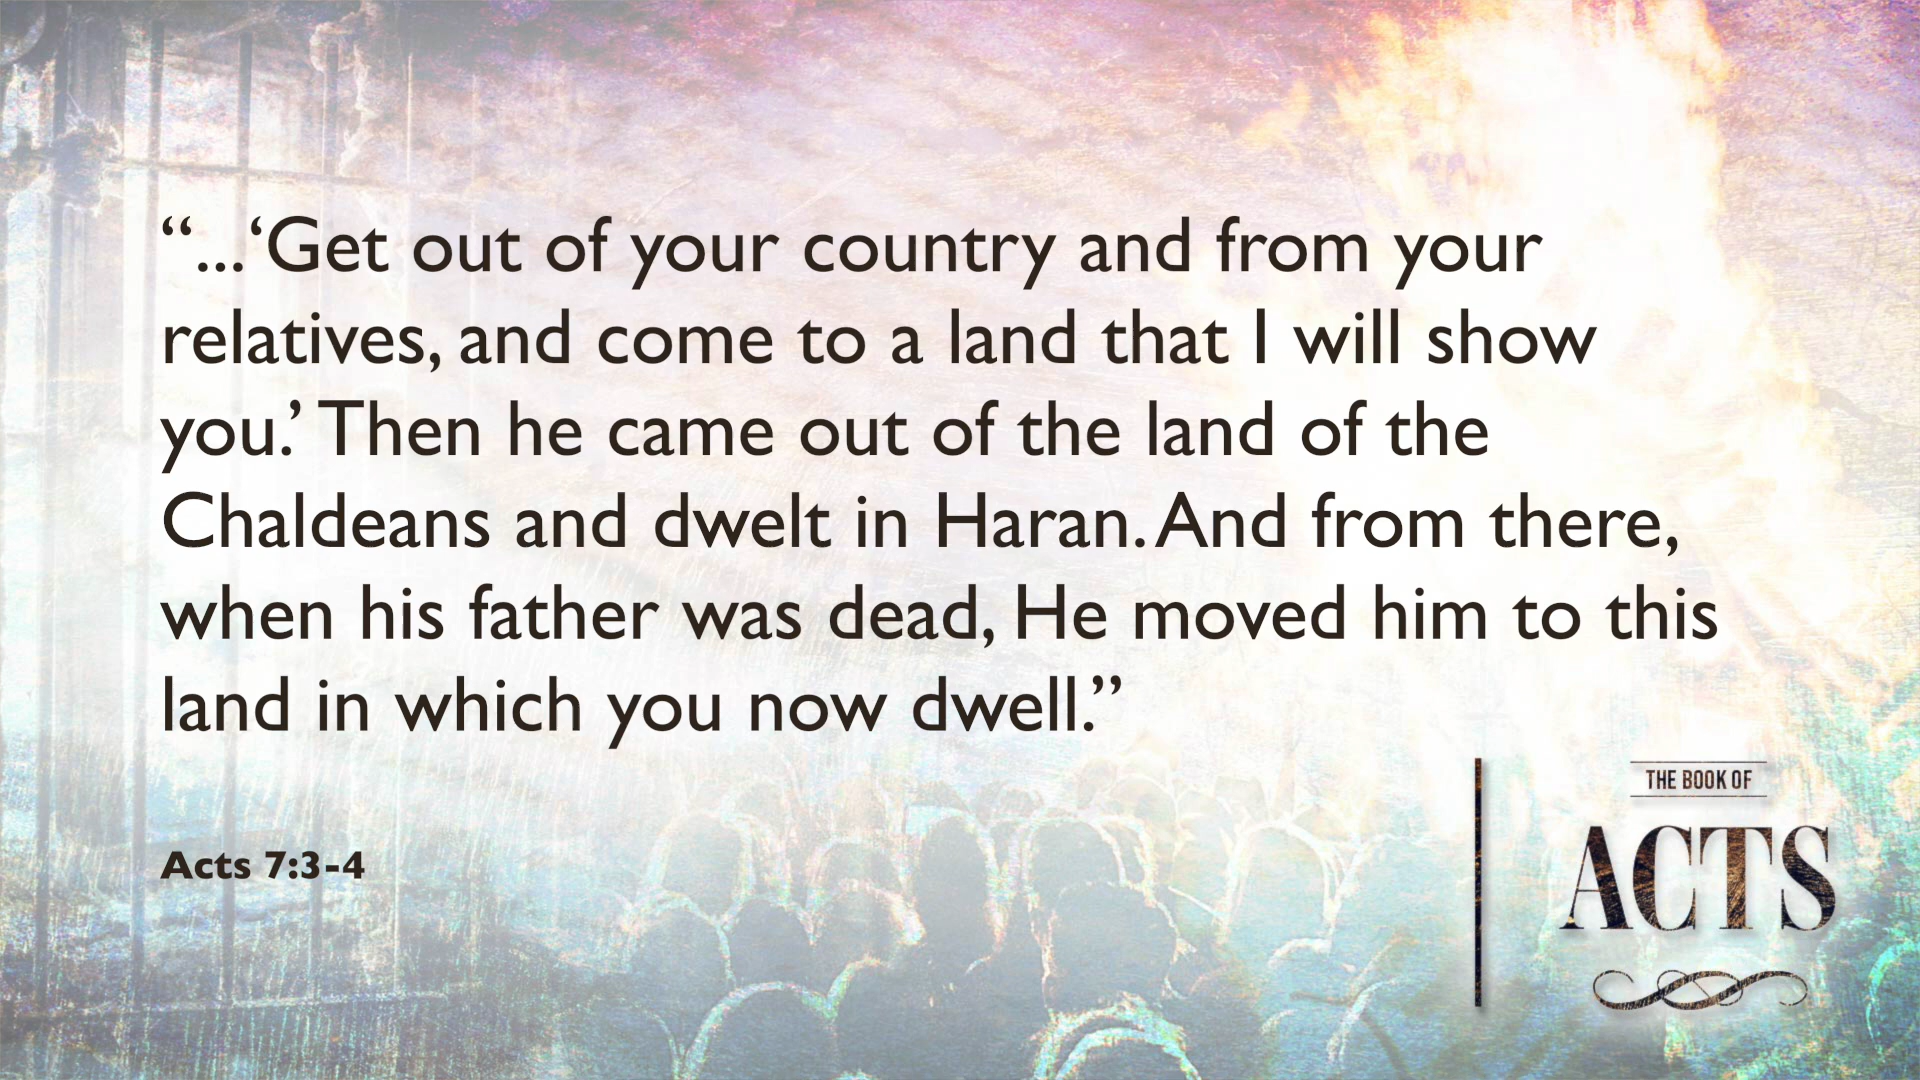 “...‘Get out of your country and from your
relatives, and come to a land that I will show
you.’ Then he came out of the land of the
Chaldeans and dwelt in Haran. And from there,
when his father was dead, He moved him to this
land in which you now dwell.”
Acts 7:3-4
THE BOOK OF
ACTS